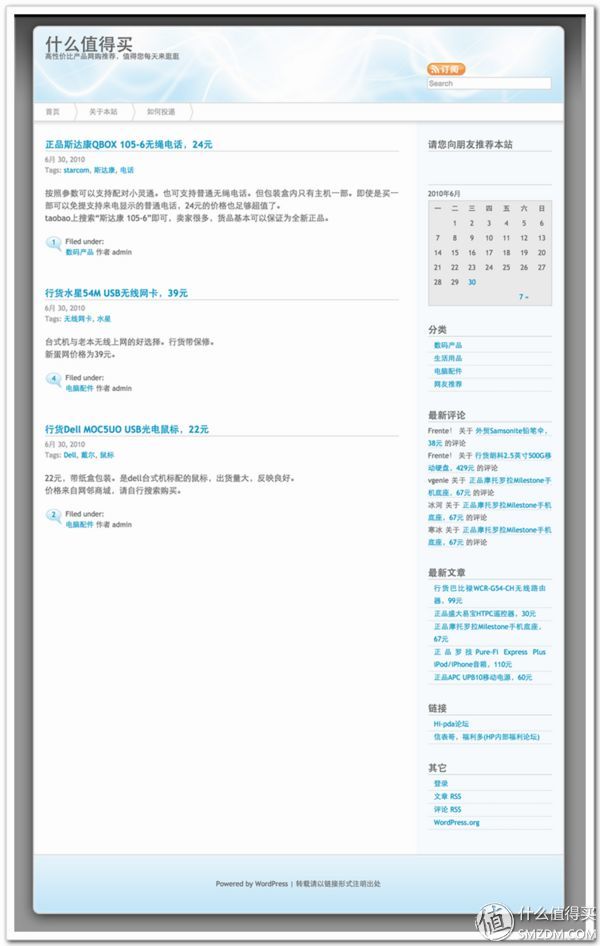 什么值得买
高性价比产品网购推荐，值得您每天来逛逛
订阅
Search
首页
关于本站
如何投递
正品斯达康QBOX 105-6无绳电话，24元
6月 30, 2010
Tags: starcom, 斯达康, 电话
按照参数可以支持配对小灵通。也可支持普通无绳电话。但包装盒内只有主机一部。即使是买一
部可以免提支持来电显示的普通电话，24元的价格也足够超值了。
taobao上搜索“斯达康 105-6”即可，卖家很多，货品基本可以保证为全新正品。
1
Filed under:
数码产品 作者 admin
行货水星54M USB无线网卡，39元
6月 30, 2010
Tags: 无线网卡, 水星
台式机与老本无线上网的好选择。行货带保修。
新蛋网价格为39元。
4
Filed under:
电脑配件 作者 admin
行货Dell MOC5UO USB光电鼠标，22元
6月 30, 2010
Tags: Dell, 戴尔, 鼠标
22元，带纸盒包装。是dell台式机标配的鼠标，出货量大，反映良好。
价格来自网邻商城，请自行搜索购买。
2
Filed under:
电脑配件 作者 admin
请您向朋友推荐本站
2010年6月
一 二 三 四 五 六 日
1 2 3 4 5 6
7 8 9 10 11 12 13
14 15 16 17 18 19 20
21 22 23 24 25 26 27
28 29 30
7 »
分类
数码产品
生活用品
电脑配件
网友推荐
最新评论
Frente！ 关于 外贸Samsonite铅笔伞，
38元 的评论
Frente！ 关于 行货朗科2.5英寸500G移
动硬盘，429元 的评论
vgenie 关于 正品摩托罗拉Milestone手
机底座，67元 的评论
冰河 关于 正品摩托罗拉Milestone手
机底座，67元 的评论
寒冰 关于 正品摩托罗拉Milestone手
机底座，67元 的评论
最新文章
行货巴比禄WCR-G54-CH无线路由
器，99元
正品盛大易宝HTPC遥控器，30元
正品摩托罗拉Milestone手机底座，
67元
正品罗技Pure-Fi Express Plus
iPod/iPhone音箱，110元
正品APC UPB10移动电源，60元
链接
Hi-pda论坛
信表哥，福利多(HP内部福利论坛)
其它
登录
文章 RSS
评论 RSS
WordPress.org
Powered by WordPress | 转载请以链接形式注明出处
值 什么值得买
SMZDM.COM